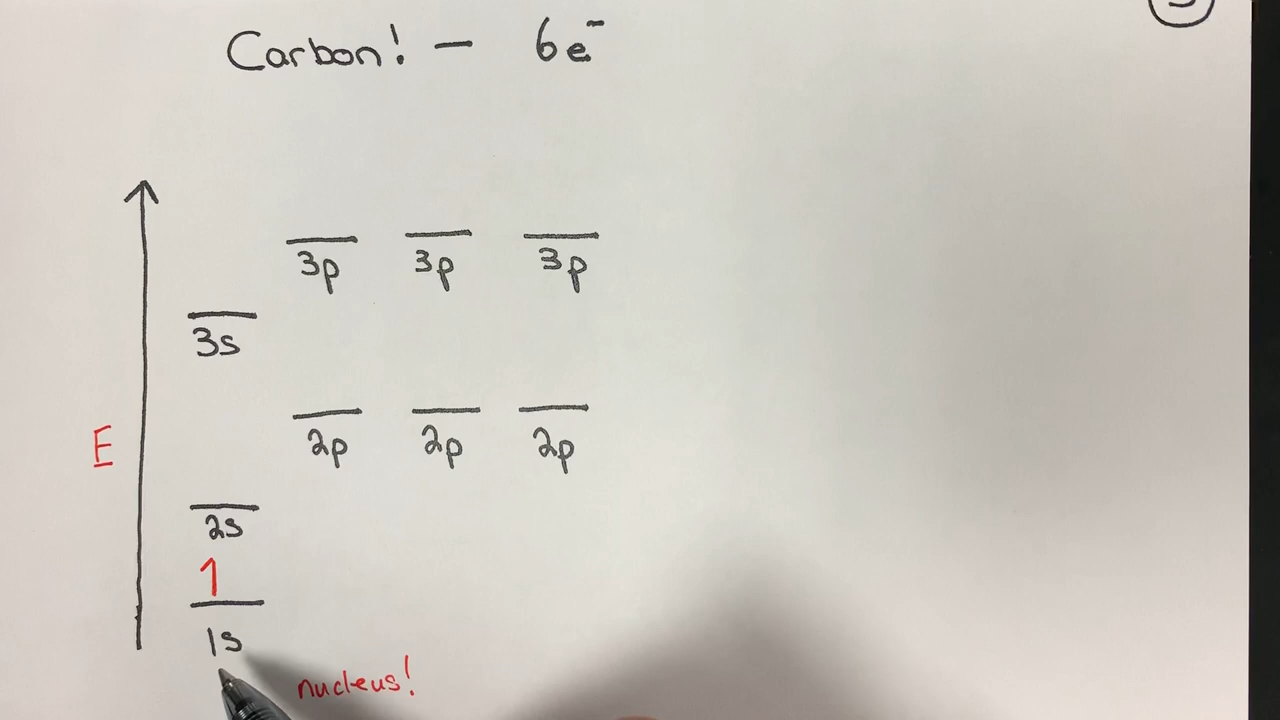 Carbon! - 6e⁻
3p 3p 3p
3s
2p 2p 2p
E
2s
1
1s
nucleus!